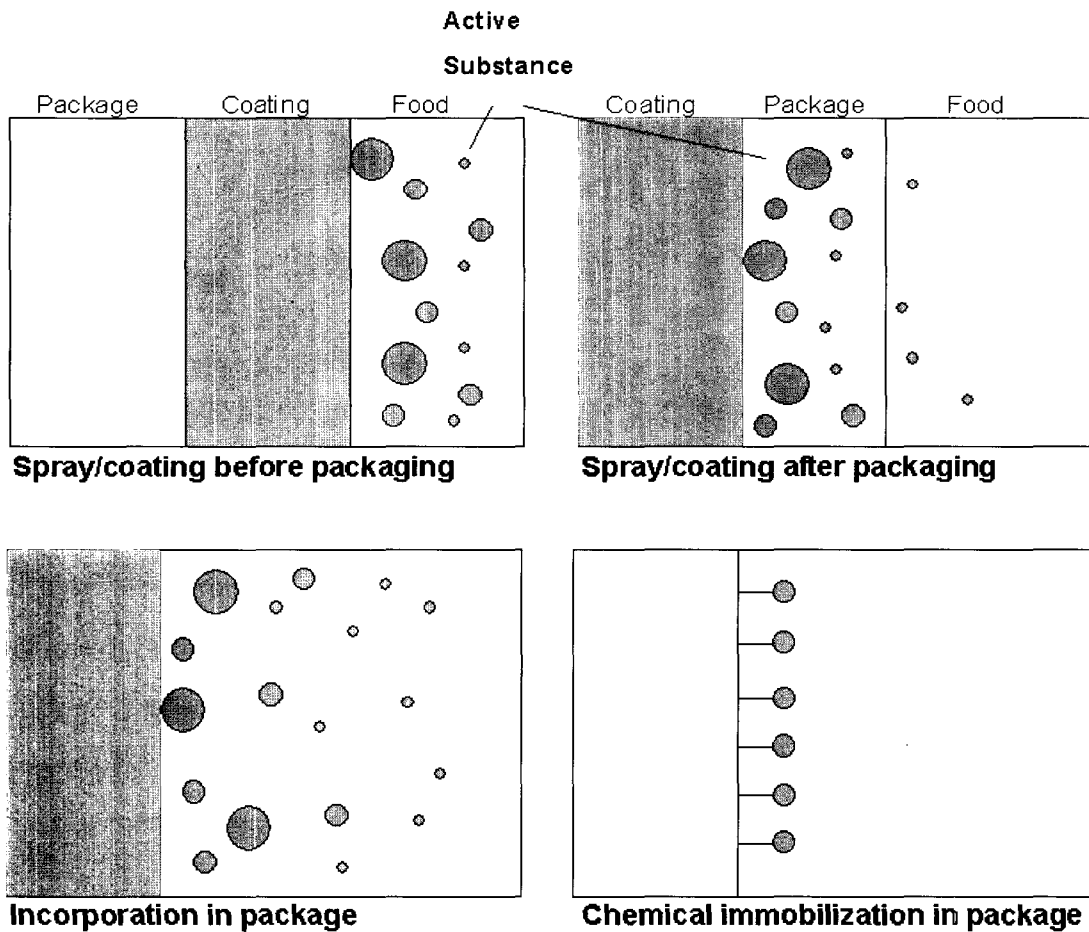 Active
Substance
Package Coating Food
Coating Package Food
Spray/coating before packaging
Spray/coating after packaging
Incorporation in package
Chemical immobilization in package